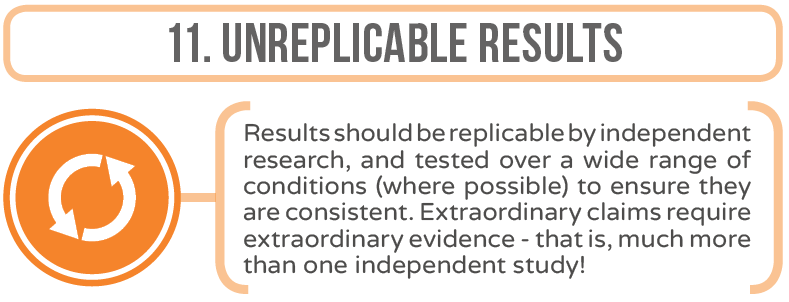 11. UNREPLICABLE RESULTS
Results should be replicable by independent
research, and tested over a wide range of
conditions (where possible) to ensure they
are consistent. Extraordinary claims require
extraordinary evidence - that is, much more
than one independent study!